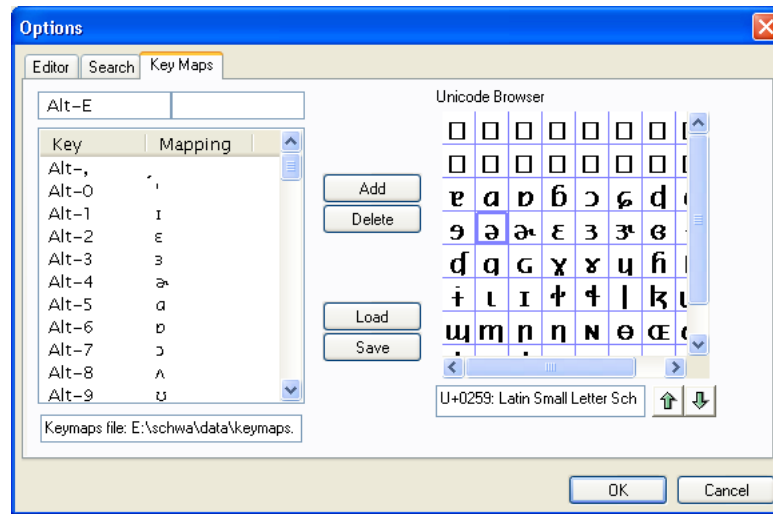 Options
Editor Search Key Maps
Alt-E
Key Mapping
Alt-, ˏ
Alt-0 ˈ
Alt-1 ɪ
Alt-2 ɛ
Alt-3 ɜ
Alt-4 ɚ
Alt-5 ɑ
Alt-6 ɒ
Alt-7 ɔ
Alt-8 ʌ
Alt-9 ʊ
Keymaps file: E:\schwa\data\keymaps.
Add
Delete
Load
Save
Unicode Browser
ɐ ɑ ɒ ɓ ɔ ɕ ɖ
ɘ ə ɚ ɛ ɜ ɝ ɞ
ɠ ɡ ɢ ɣ ɤ ɥ ɦ
ɨ ɩ ɪ ɫ ɬ ɭ ɮ
ɰ ɱ ɲ ɳ ɴ ɵ ɶ
U+0259: Latin Small Letter Sch
OK Cancel